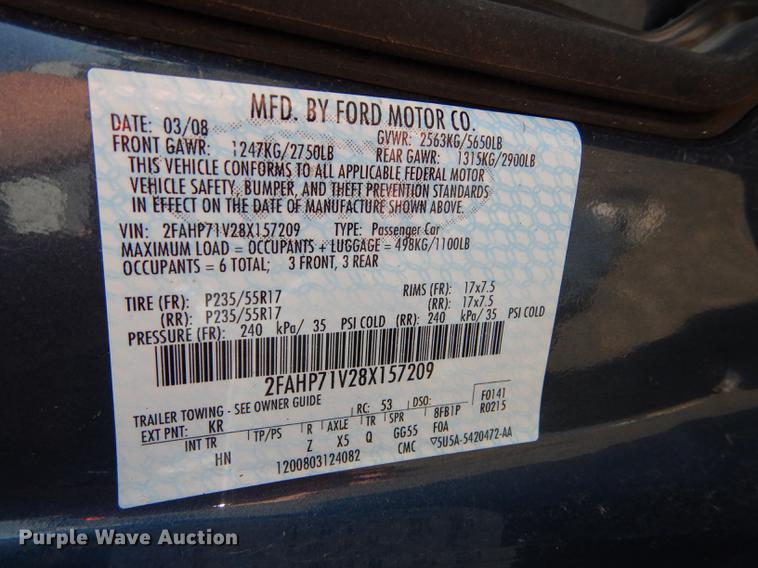 MFD. BY FORD MOTOR CO.
DATE: 03/08 GVWR: 2563KG/5650LB
FRONT GAWR: 1247KG/2750LB REAR GAWR: 1315KG/2900LB
THIS VEHICLE CONFORMS TO ALL APPLICABLE FEDERAL MOTOR
VEHICLE SAFETY, BUMPER, AND THEFT PREVENTION STANDARDS
IN EFFECT ON THE DATE OF MANUFACTURE SHOWN ABOVE.
VIN: 2FAHP71V28X157209 TYPE: Passenger Car
MAXIMUM LOAD = OCCUPANTS + LUGGAGE = 498KG/1100LB
OCCUPANTS = 6 TOTAL; 3 FRONT, 3 REAR
TIRE (FR): P235/55R17 RIMS (FR): 17x7.5
(RR): P235/55R17 (RR): 17x7.5
PRESSURE (FR): 240 kPa/ 35 PSI COLD (RR): 240 kPa/ 35 PSI COLD
2FAHP71V28X157209
TRAILER TOWING - SEE OWNER GUIDE RC: 53 DSO: F0141
EXT PNT: KR 8FB1P R0215
INT TR TP/PS R AXLE TR SPR F0A
HN Z X5 Q GG55 ▽5U5A-5420472-AA
1200803124082 CMC
Purple Wave Auction